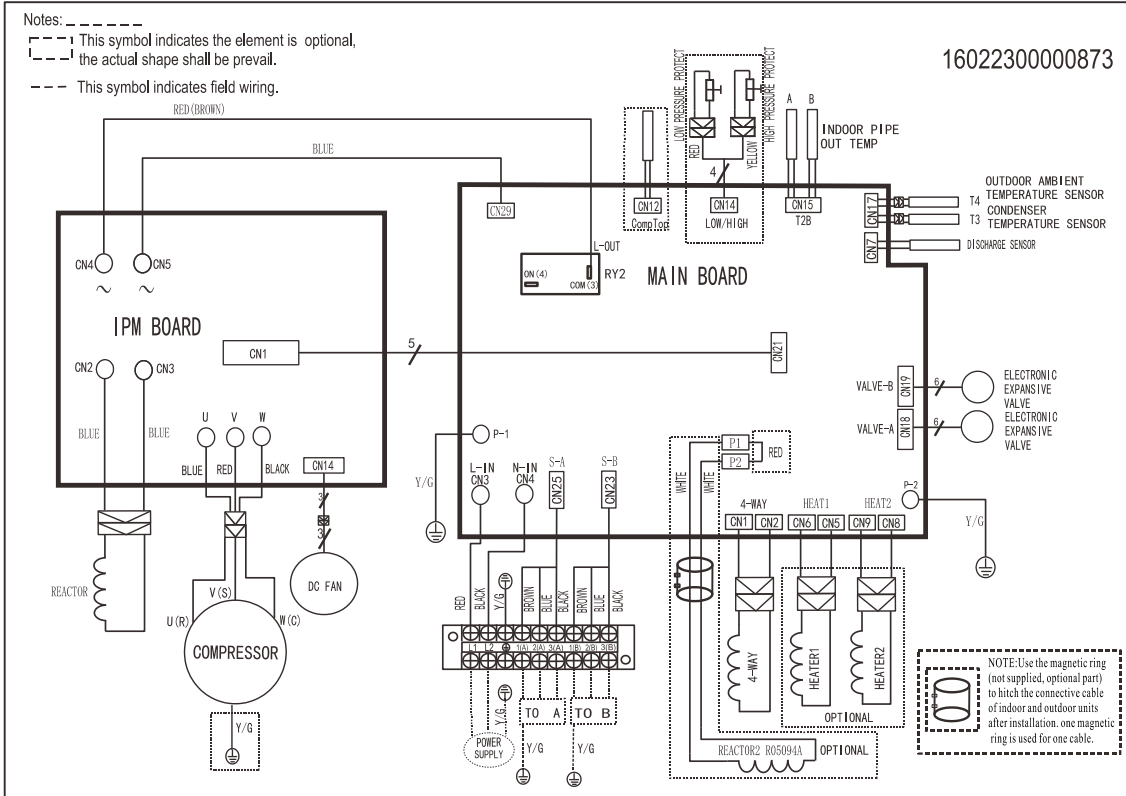 Notes:
This symbol indicates the element is optional,
the actual shape shall be prevail.
This symbol indicates field wiring.
16022300000873
RED(BROWN)
BLUE
CN4
CN5
IPM BOARD
CN1
CN2
CN3
BLUE
BLUE
U
V
W
BLUE
RED
BLACK
CN14
3
3
DC FAN
REACTOR
V(S)
U(R)
W(C)
COMPRESSOR
Y/G
5
CN29
LOW PRESSURE PROTECT
HIGH PRESSURE PROTECT
RED
YELLOW
4
CN12
CompTop
CN14
LOW/HIGH
A
B
INDOOR PIPE
OUT TEMP
CN15
T2B
CN17
T4
OUTDOOR AMBIENT
TEMPERATURE SENSOR
T3
CONDENSER
TEMPERATURE SENSOR
CN7
DISCHARGE SENSOR
L-OUT
ON(4)
COM(3)
RY2
MAIN BOARD
CN21
VALVE-B
CN19
6
ELECTRONIC
EXPANSIVE
VALVE
VALVE-A
CN18
6
ELECTRONIC
EXPANSIVE
VALVE
P-1
Y/G
L-IN
CN3
N-IN
CN4
S-A
CN25
S-B
CN23
P1
P2
RED
WHITE
WHITE
P-2
Y/G
4-WAY
CN1
CN2
HEAT1
CN6
CN5
HEAT2
CN9
CN8
RED
BLACK
Y/G
BROWN
BLUE
BLACK
BROWN
BLUE
BLACK
L1
L2
1(A)
2(A)
3(A)
1(B)
2(B)
3(B)
Y/G
TO A
TO B
POWER
SUPPLY
Y/G
Y/G
4-WAY
HEATER1
HEATER2
OPTIONAL
REACTOR2 R05094A
OPTIONAL
NOTE:Use the magnetic ring
(not supplied, optional part)
to hitch the connective cable
of indoor and outdoor units
after installation. one magnetic
ring is used for one cable.